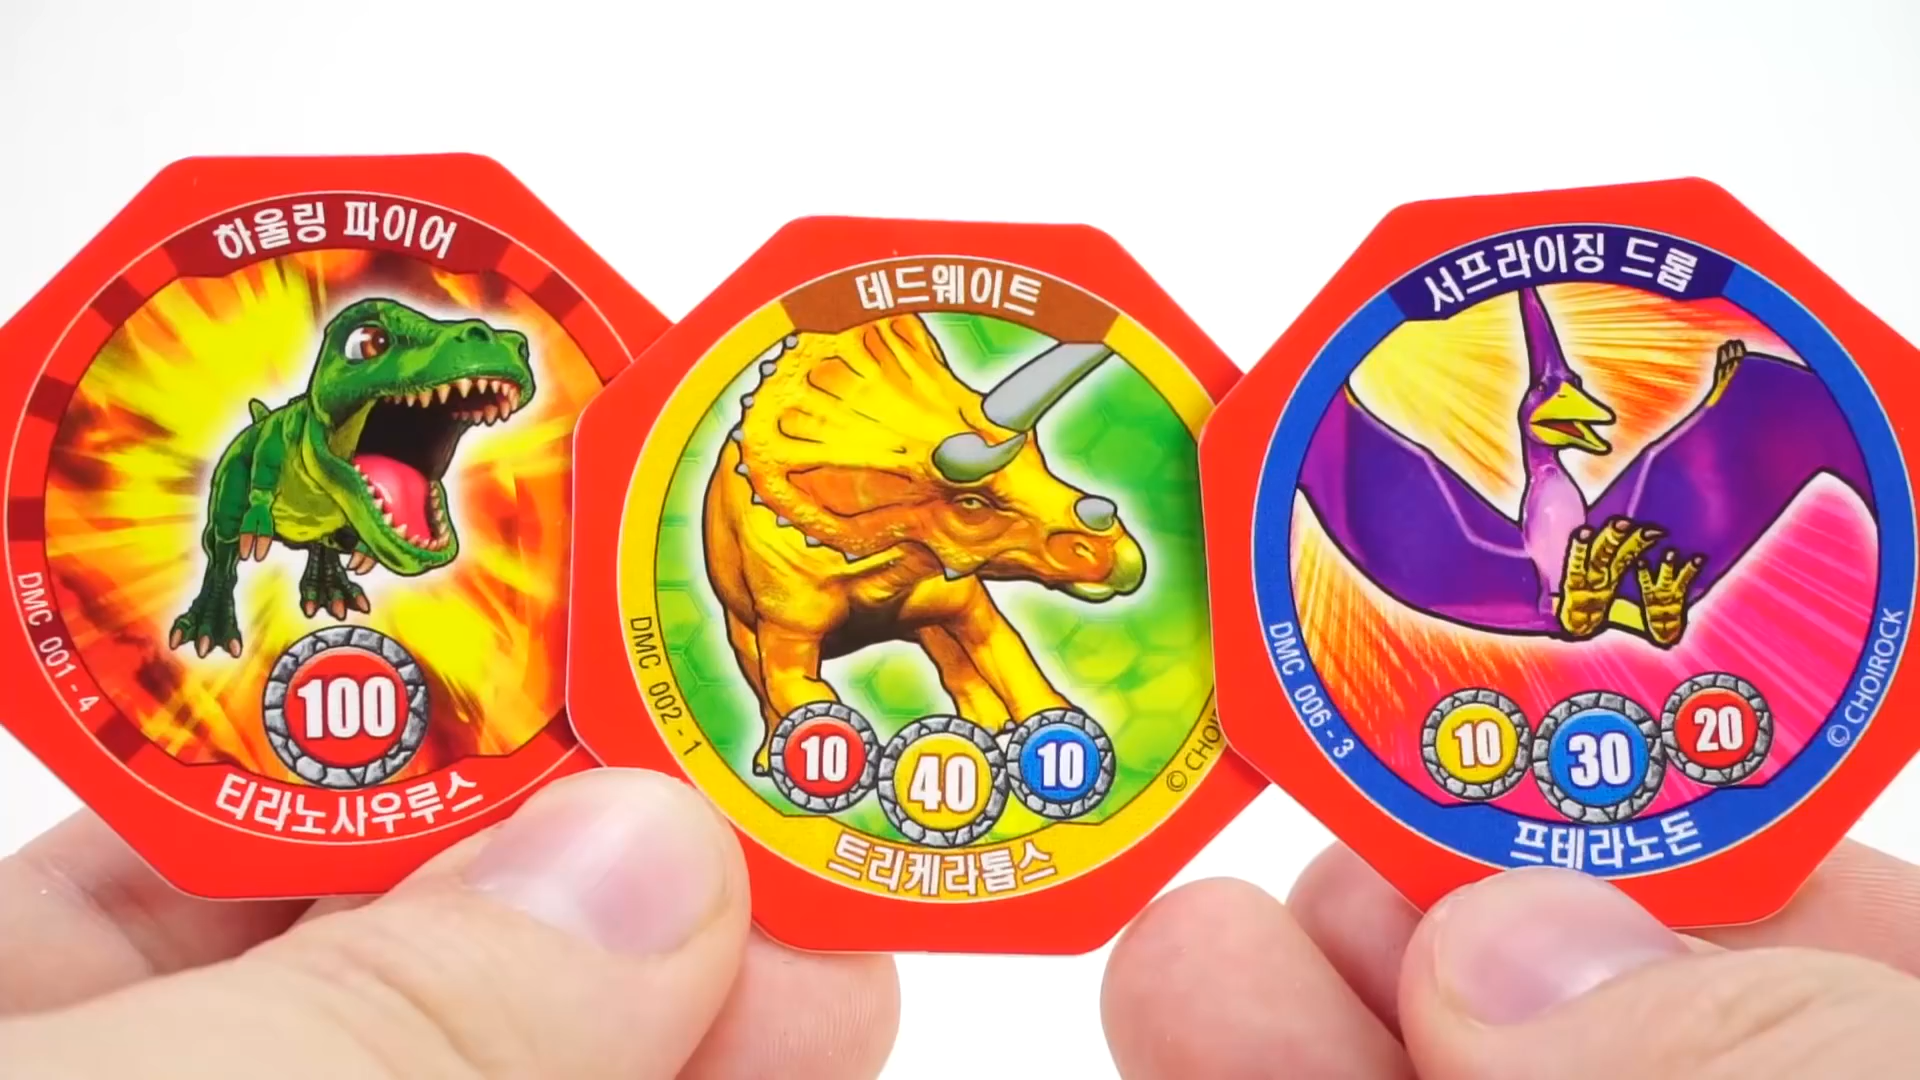 하울링 파이어
DMC 001-4
100
티라노사우루스
데드웨이트
DMC 002-1
10
40
10
© CHOI
트리케라톱스
서프라이징 드롭
DMC 006-3
10
30
20
© CHOIROCK
프테라노돈